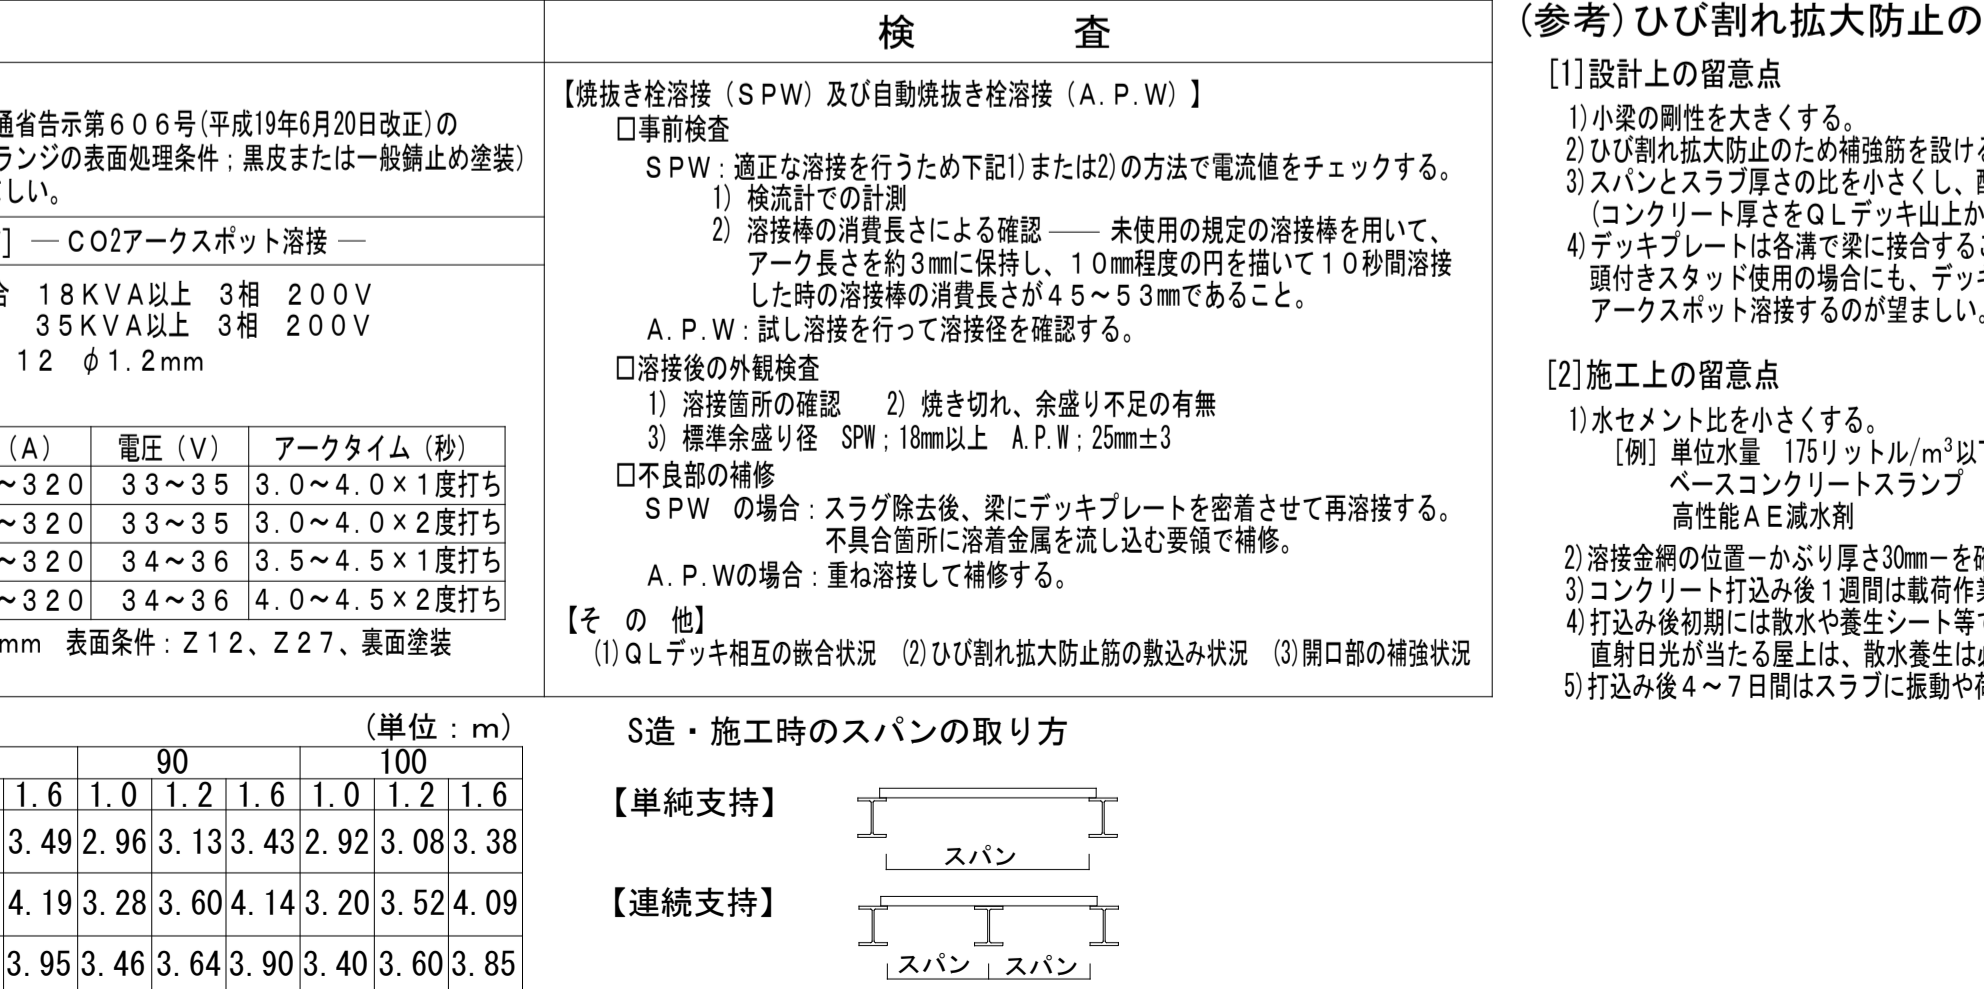 検 査
【焼抜き栓溶接（ＳＰＷ）及び自動焼抜き栓溶接（Ａ.Ｐ.Ｗ）】
□事前検査
ＳＰＷ：適正な溶接を行うため下記1)または2)の方法で電流値をチェックする。
1) 検流計での計測
2) 溶接棒の消費長さによる確認 ―― 未使用の規定の溶接棒を用いて、
アーク長さを約３㎜に保持し、１０㎜程度の円を描いて１０秒間溶接
した時の溶接棒の消費長さが４５～５３㎜であること。
Ａ.Ｐ.Ｗ：試し溶接を行って溶接径を確認する。
□溶接後の外観検査
1) 溶接箇所の確認 2) 焼き切れ、余盛り不足の有無
3) 標準余盛り径 SPW；18mm以上 A.P.W；25mm±3
□不良部の補修
ＳＰＷ の場合：スラグ除去後、梁にデッキプレートを密着させて再溶接する。
不具合箇所に溶着金属を流し込む要領で補修。
Ａ.Ｐ.Ｗの場合：重ね溶接して補修する。
【そ の 他】
(1)ＱＬデッキ相互の嵌合状況 (2)ひび割れ拡大防止筋の敷込み状況 (3)開口部の補強状況
通省告示第６０６号(平成19年6月20日改正)の
ランジの表面処理条件；黒皮または一般錆止め塗装)
しい。
] ― ＣＯ2アークスポット溶接 ―
合 １８ＫＶＡ以上 3相 ２００Ｖ
３５ＫＶＡ以上 3相 ２００Ｖ
１２ φ１.２mm
（Ａ） 電圧（Ｖ） アークタイム（秒）
～３２０ ３３～３５ ３.０～４.０×１度打ち
～３２０ ３３～３５ ３.０～４.０×２度打ち
～３２０ ３４～３６ ３.５～４.５×１度打ち
～３２０ ３４～３６ ４.０～４.５×２度打ち
mm 表面条件：Ｚ１２、Ｚ２７、裏面塗装
(単位：ｍ)
90 100
1.6 1.0 1.2 1.6 1.0 1.2 1.6
3.49 2.96 3.13 3.43 2.92 3.08 3.38
4.19 3.28 3.60 4.14 3.20 3.52 4.09
3.95 3.46 3.64 3.90 3.40 3.60 3.85
S造・施工時のスパンの取り方
【単純支持】
スパン
【連続支持】
スパン スパン
(参考)ひび割れ拡大防止の
[1]設計上の留意点
1)小梁の剛性を大きくする。
2)ひび割れ拡大防止のため補強筋を設ける
3)スパンとスラブ厚さの比を小さくし、配
(コンクリート厚さをＱＬデッキ山上か
4)デッキプレートは各溝で梁に接合するこ
頭付きスタッド使用の場合にも、デッキ
アークスポット溶接するのが望ましい。
[2]施工上の留意点
1)水セメント比を小さくする。
[例] 単位水量 175リットル/m³以下
ベースコンクリートスランプ
高性能ＡＥ減水剤
2)溶接金網の位置－かぶり厚さ30mm－を確
3)コンクリート打込み後１週間は載荷作業
4)打込み後初期には散水や養生シート等で
直射日光が当たる屋上は、散水養生は必
5)打込み後４～７日間はスラブに振動や荷